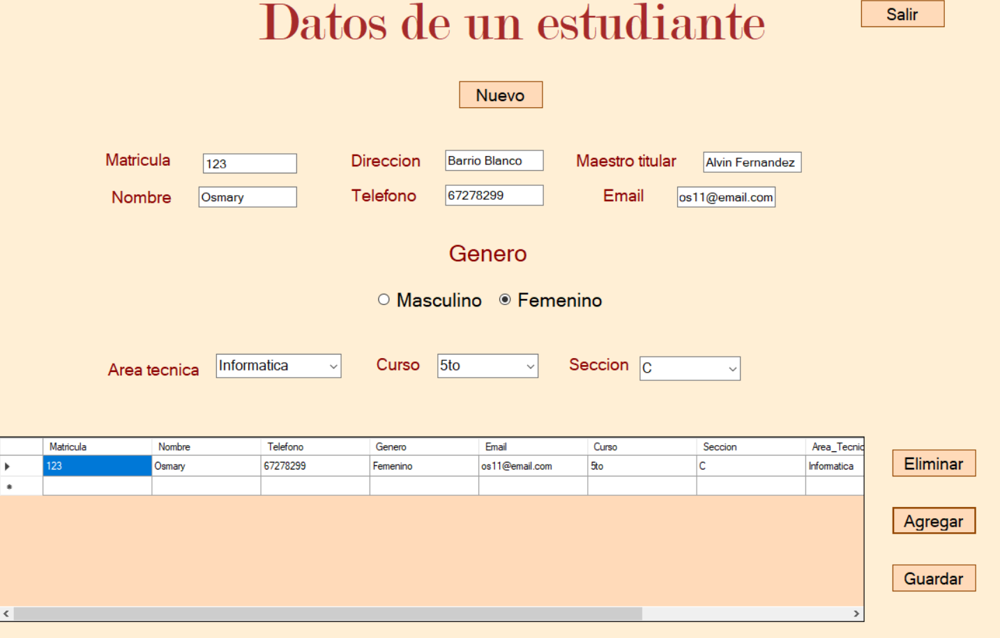 Datos de un estudiante
Salir
Nuevo
Matricula 123 Direccion Barrio Blanco Maestro titular Alvin Fernandez
Nombre Osmary Telefono 67278299 Email os11@email.com
Genero
Masculino Femenino
Area tecnica Informatica Curso 5to Seccion C
Matricula Nombre Telefono Genero Email Curso Seccion Area_Tecnic
123 Osmary 67278299 Femenino os11@email.com 5to C Informatica
Eliminar
Agregar
Guardar